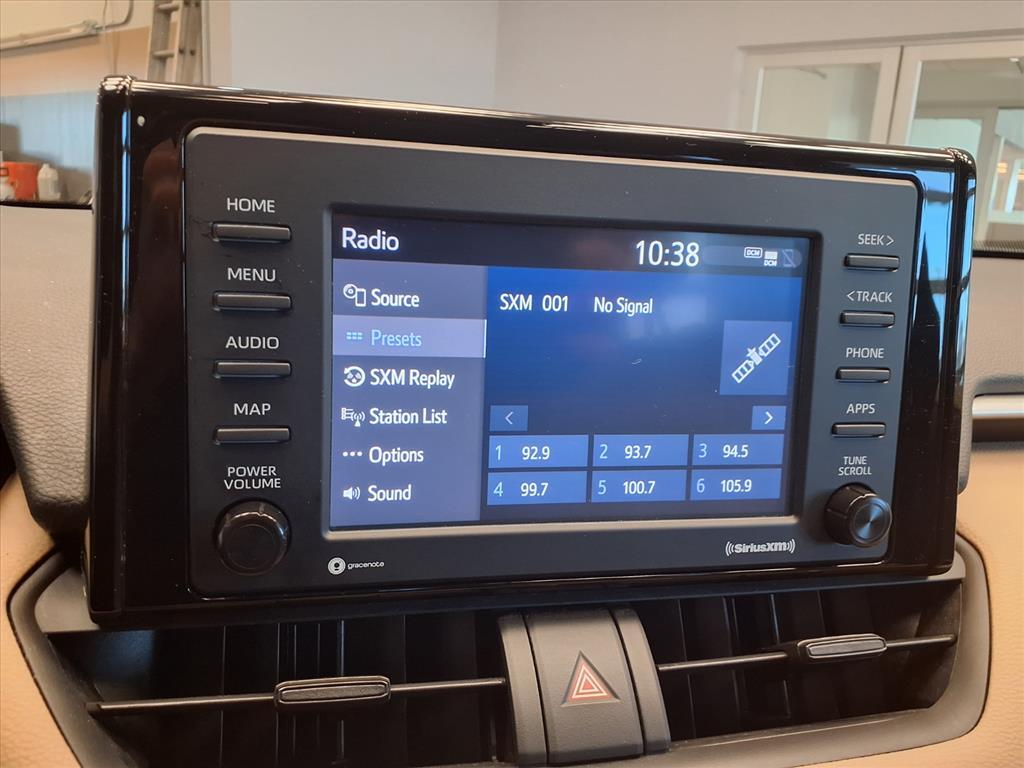 HOME
MENU
AUDIO
MAP
POWER
VOLUME
Radio
10:38
DCM
DCM
Source
Presets
SXM Replay
Station List
Options
Sound
SXM 001 No Signal
<
>
1 92.9
2 93.7
3 94.5
4 99.7
5 100.7
6 105.9
SEEK >
< TRACK
PHONE
APPS
TUNE
SCROLL
gracenote
((SiriusXM))